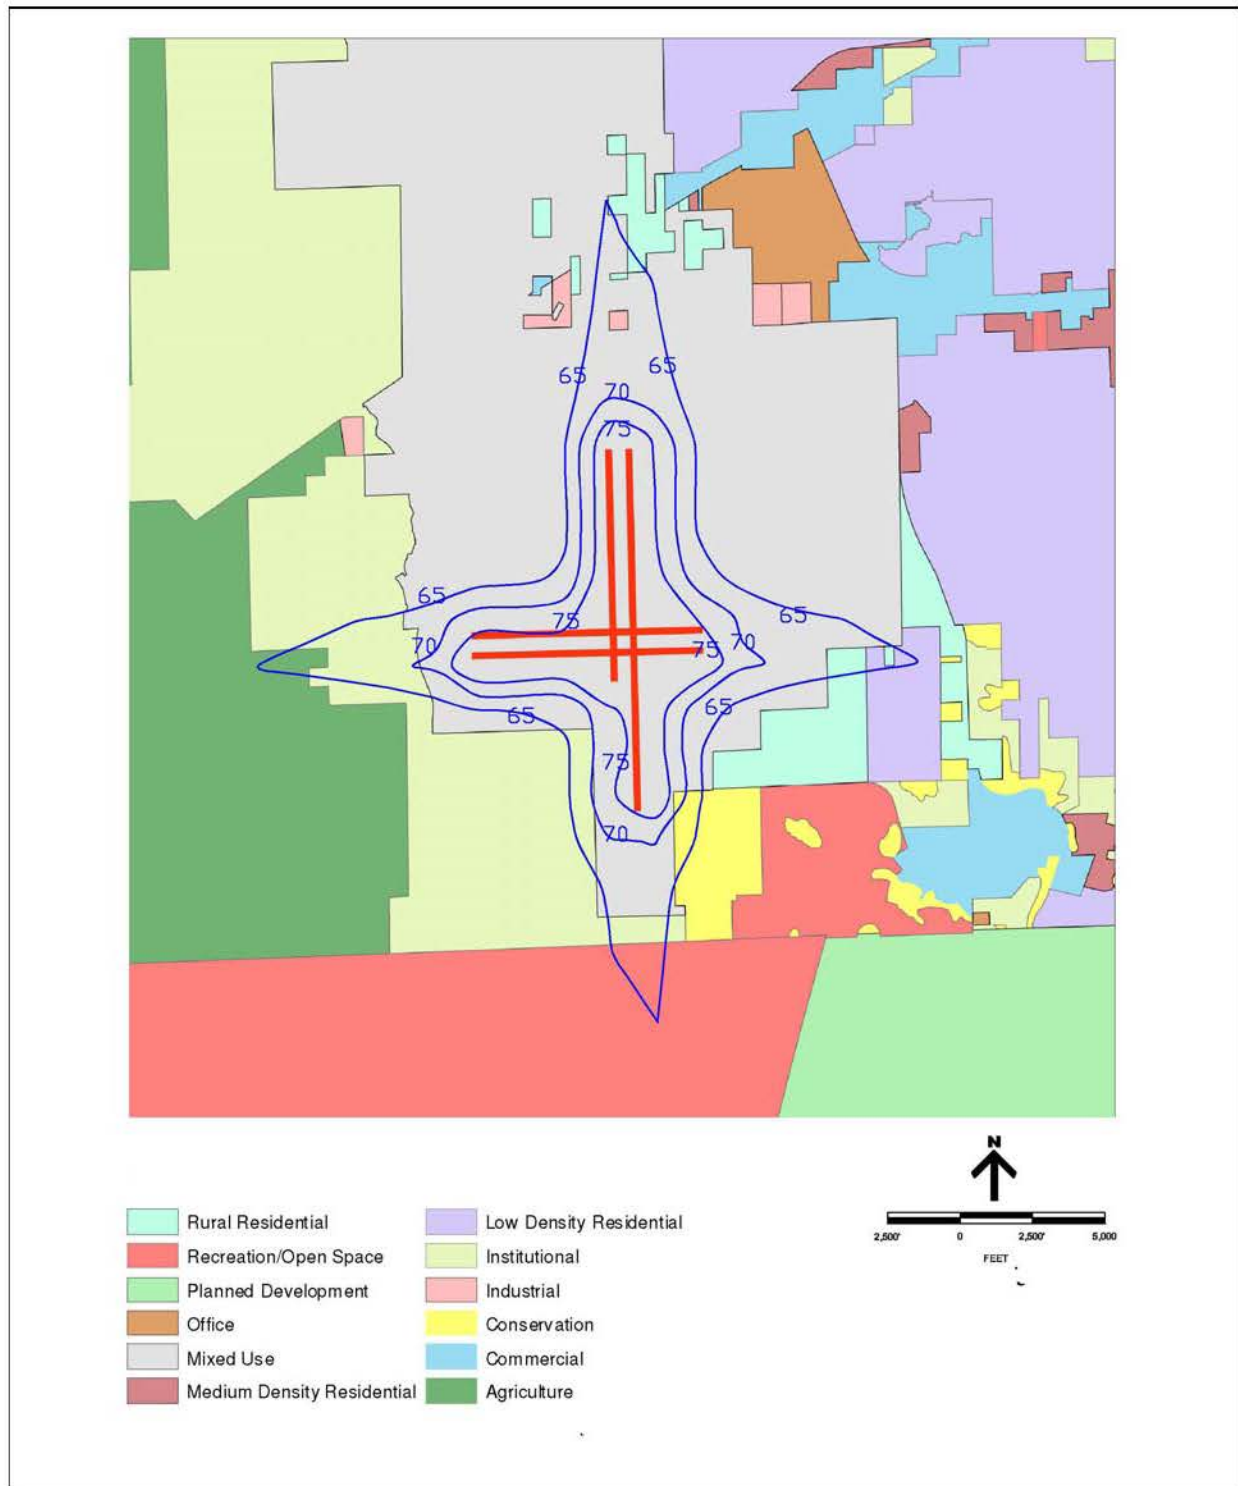 65
65
70
75
65
75
65
70
75
70
65
65
75
70
N
2,500' 0 2,500' 5,000
FEET
Rural Residential Low Density Residential
Recreation/Open Space Institutional
Planned Development Industrial
Office Conservation
Mixed Use Commercial
Medium Density Residential Agriculture